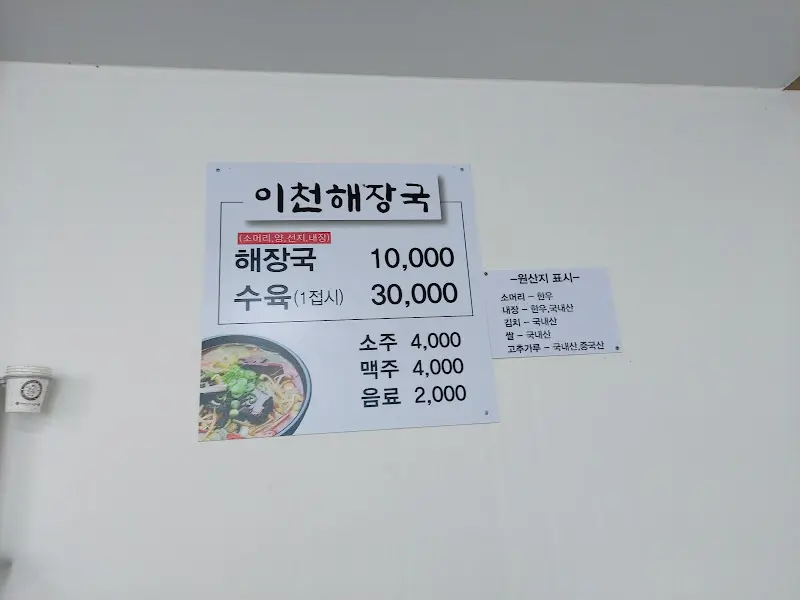 이천해장국
(소머리,양,선지,내장)
해장국 10,000
수육(1접시) 30,000
소주 4,000
맥주 4,000
음료 2,000
-원산지 표시-
소머리 - 한우
내장 - 한우,국내산
김치 - 국내산
쌀 - 국내산
고추가루 - 국내산,중국산